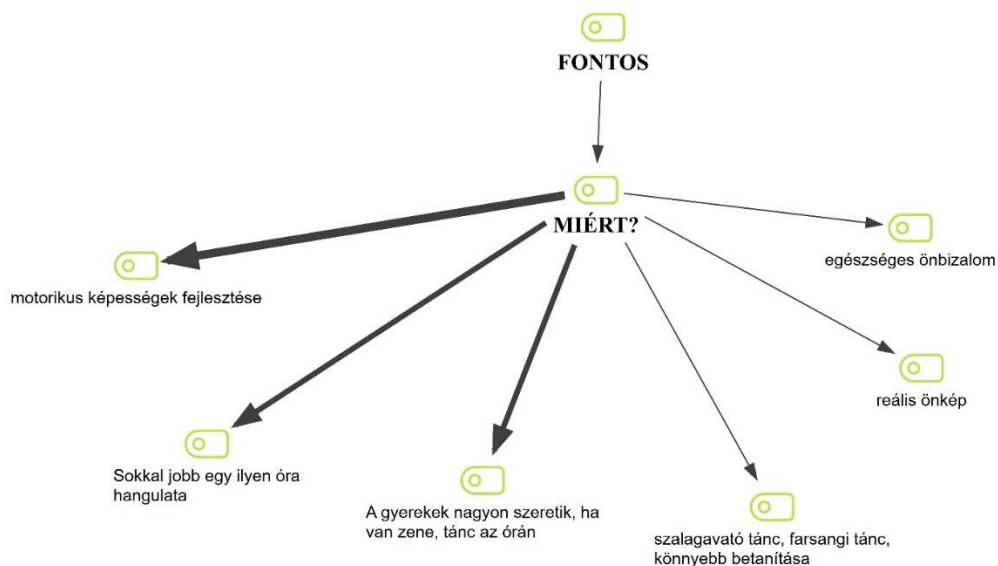 FONTOS
MIÉRT?
egészséges önbizalom
motorikus képességek fejlesztése
reális önkép
Sokkal jobb egy ilyen óra
hangulata
A gyerekek nagyon szeretik, ha
van zene, tánc az órán
szalagavató tánc, farsangi tánc,
könnyebb betanítása